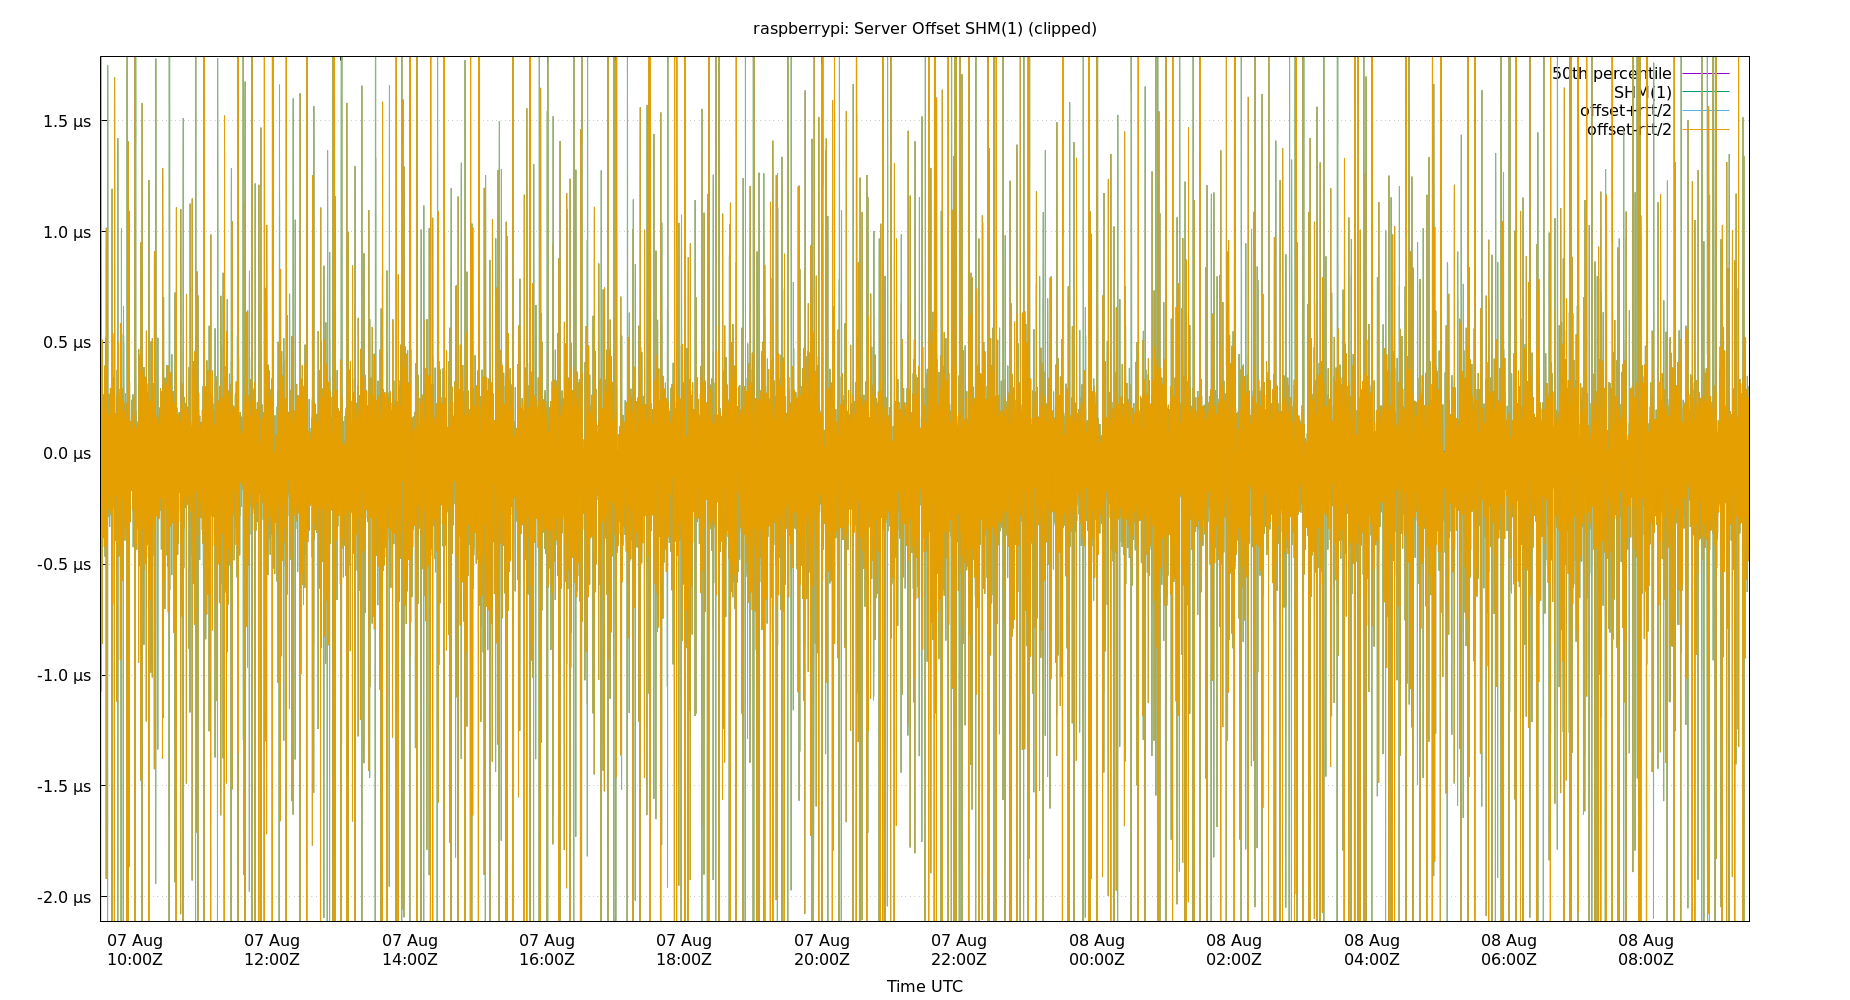 raspberrypi: Server Offset SHM(1) (clipped)
50th percentile
SHM(1)
offset+rtt/2
offset-rtt/2
1.5 µs
1.0 µs
0.5 µs
0.0 µs
-0.5 µs
-1.0 µs
-1.5 µs
-2.0 µs
07 Aug 07 Aug 07 Aug 07 Aug 07 Aug 07 Aug 07 Aug 08 Aug 08 Aug 08 Aug 08 Aug 08 Aug
10:00Z 12:00Z 14:00Z 16:00Z 18:00Z 20:00Z 22:00Z 00:00Z 02:00Z 04:00Z 06:00Z 08:00Z
Time UTC